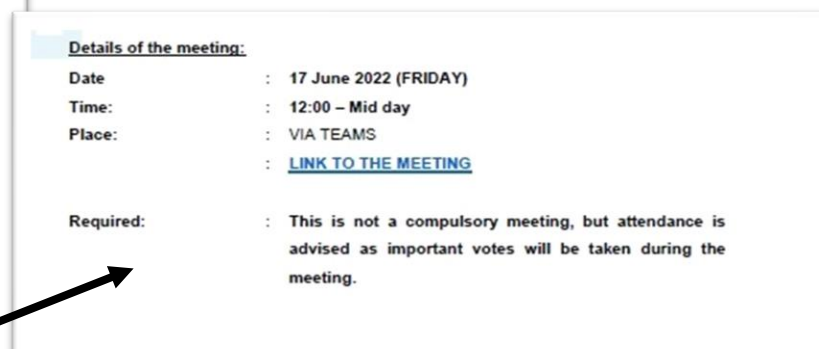 Details of the meeting:
Date : 17 June 2022 (FRIDAY)
Time: : 12:00 – Mid day
Place: : VIA TEAMS
: LINK TO THE MEETING
Required: : This is not a compulsory meeting, but attendance is
advised as important votes will be taken during the
meeting.